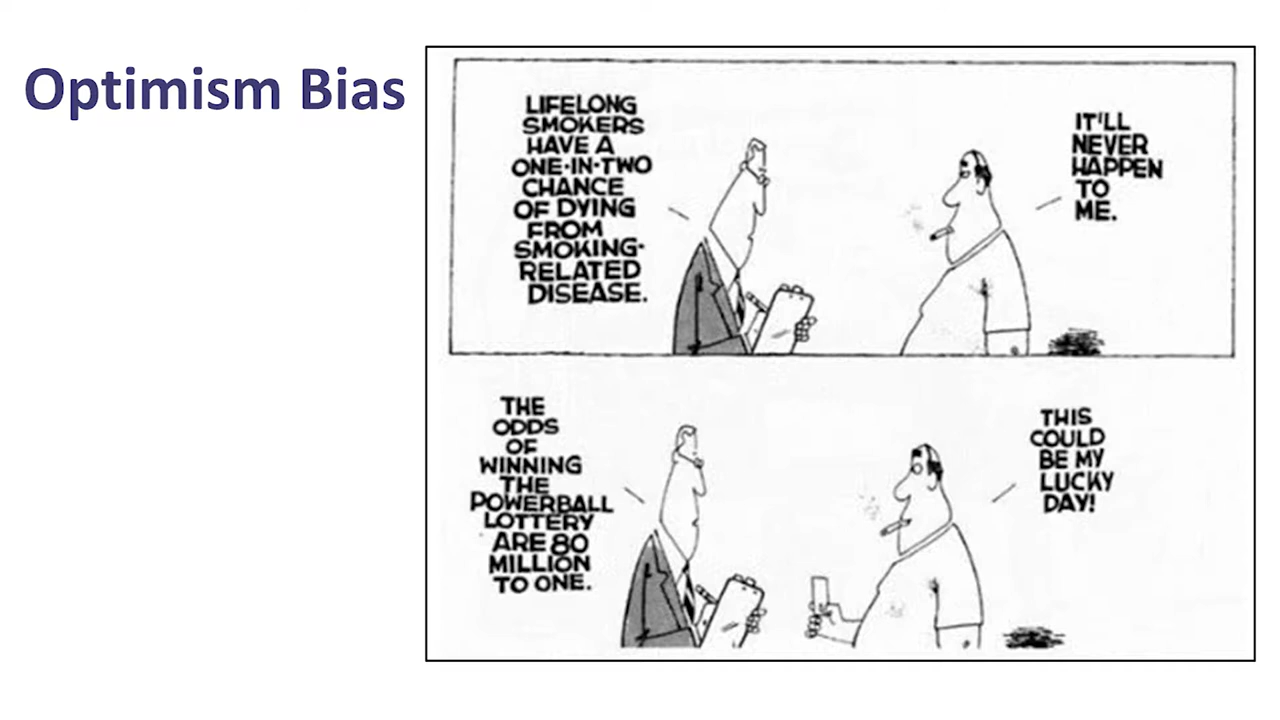 Optimism Bias
LIFELONG
SMOKERS
HAVE A
ONE-IN-TWO
CHANCE
OF DYING
FROM
SMOKING-
RELATED
DISEASE.
IT'LL
NEVER
HAPPEN
TO
ME.
THE
ODDS
OF
WINNING
THE
POWERBALL
LOTTERY
ARE 80
MILLION
TO ONE.
THIS
COULD
BE MY
LUCKY
DAY!